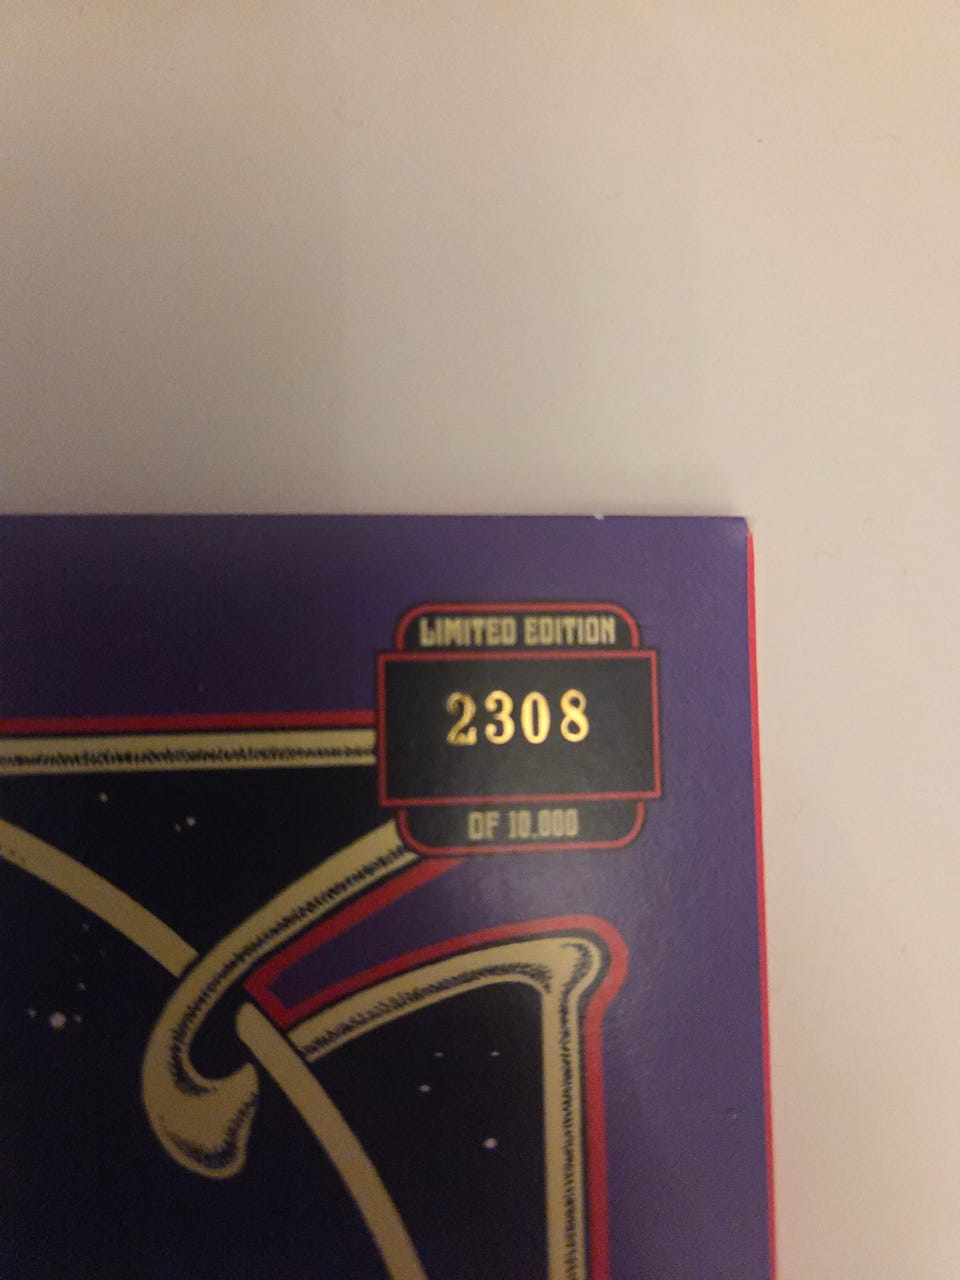 LIMITED EDITION
2308
OF 10.000